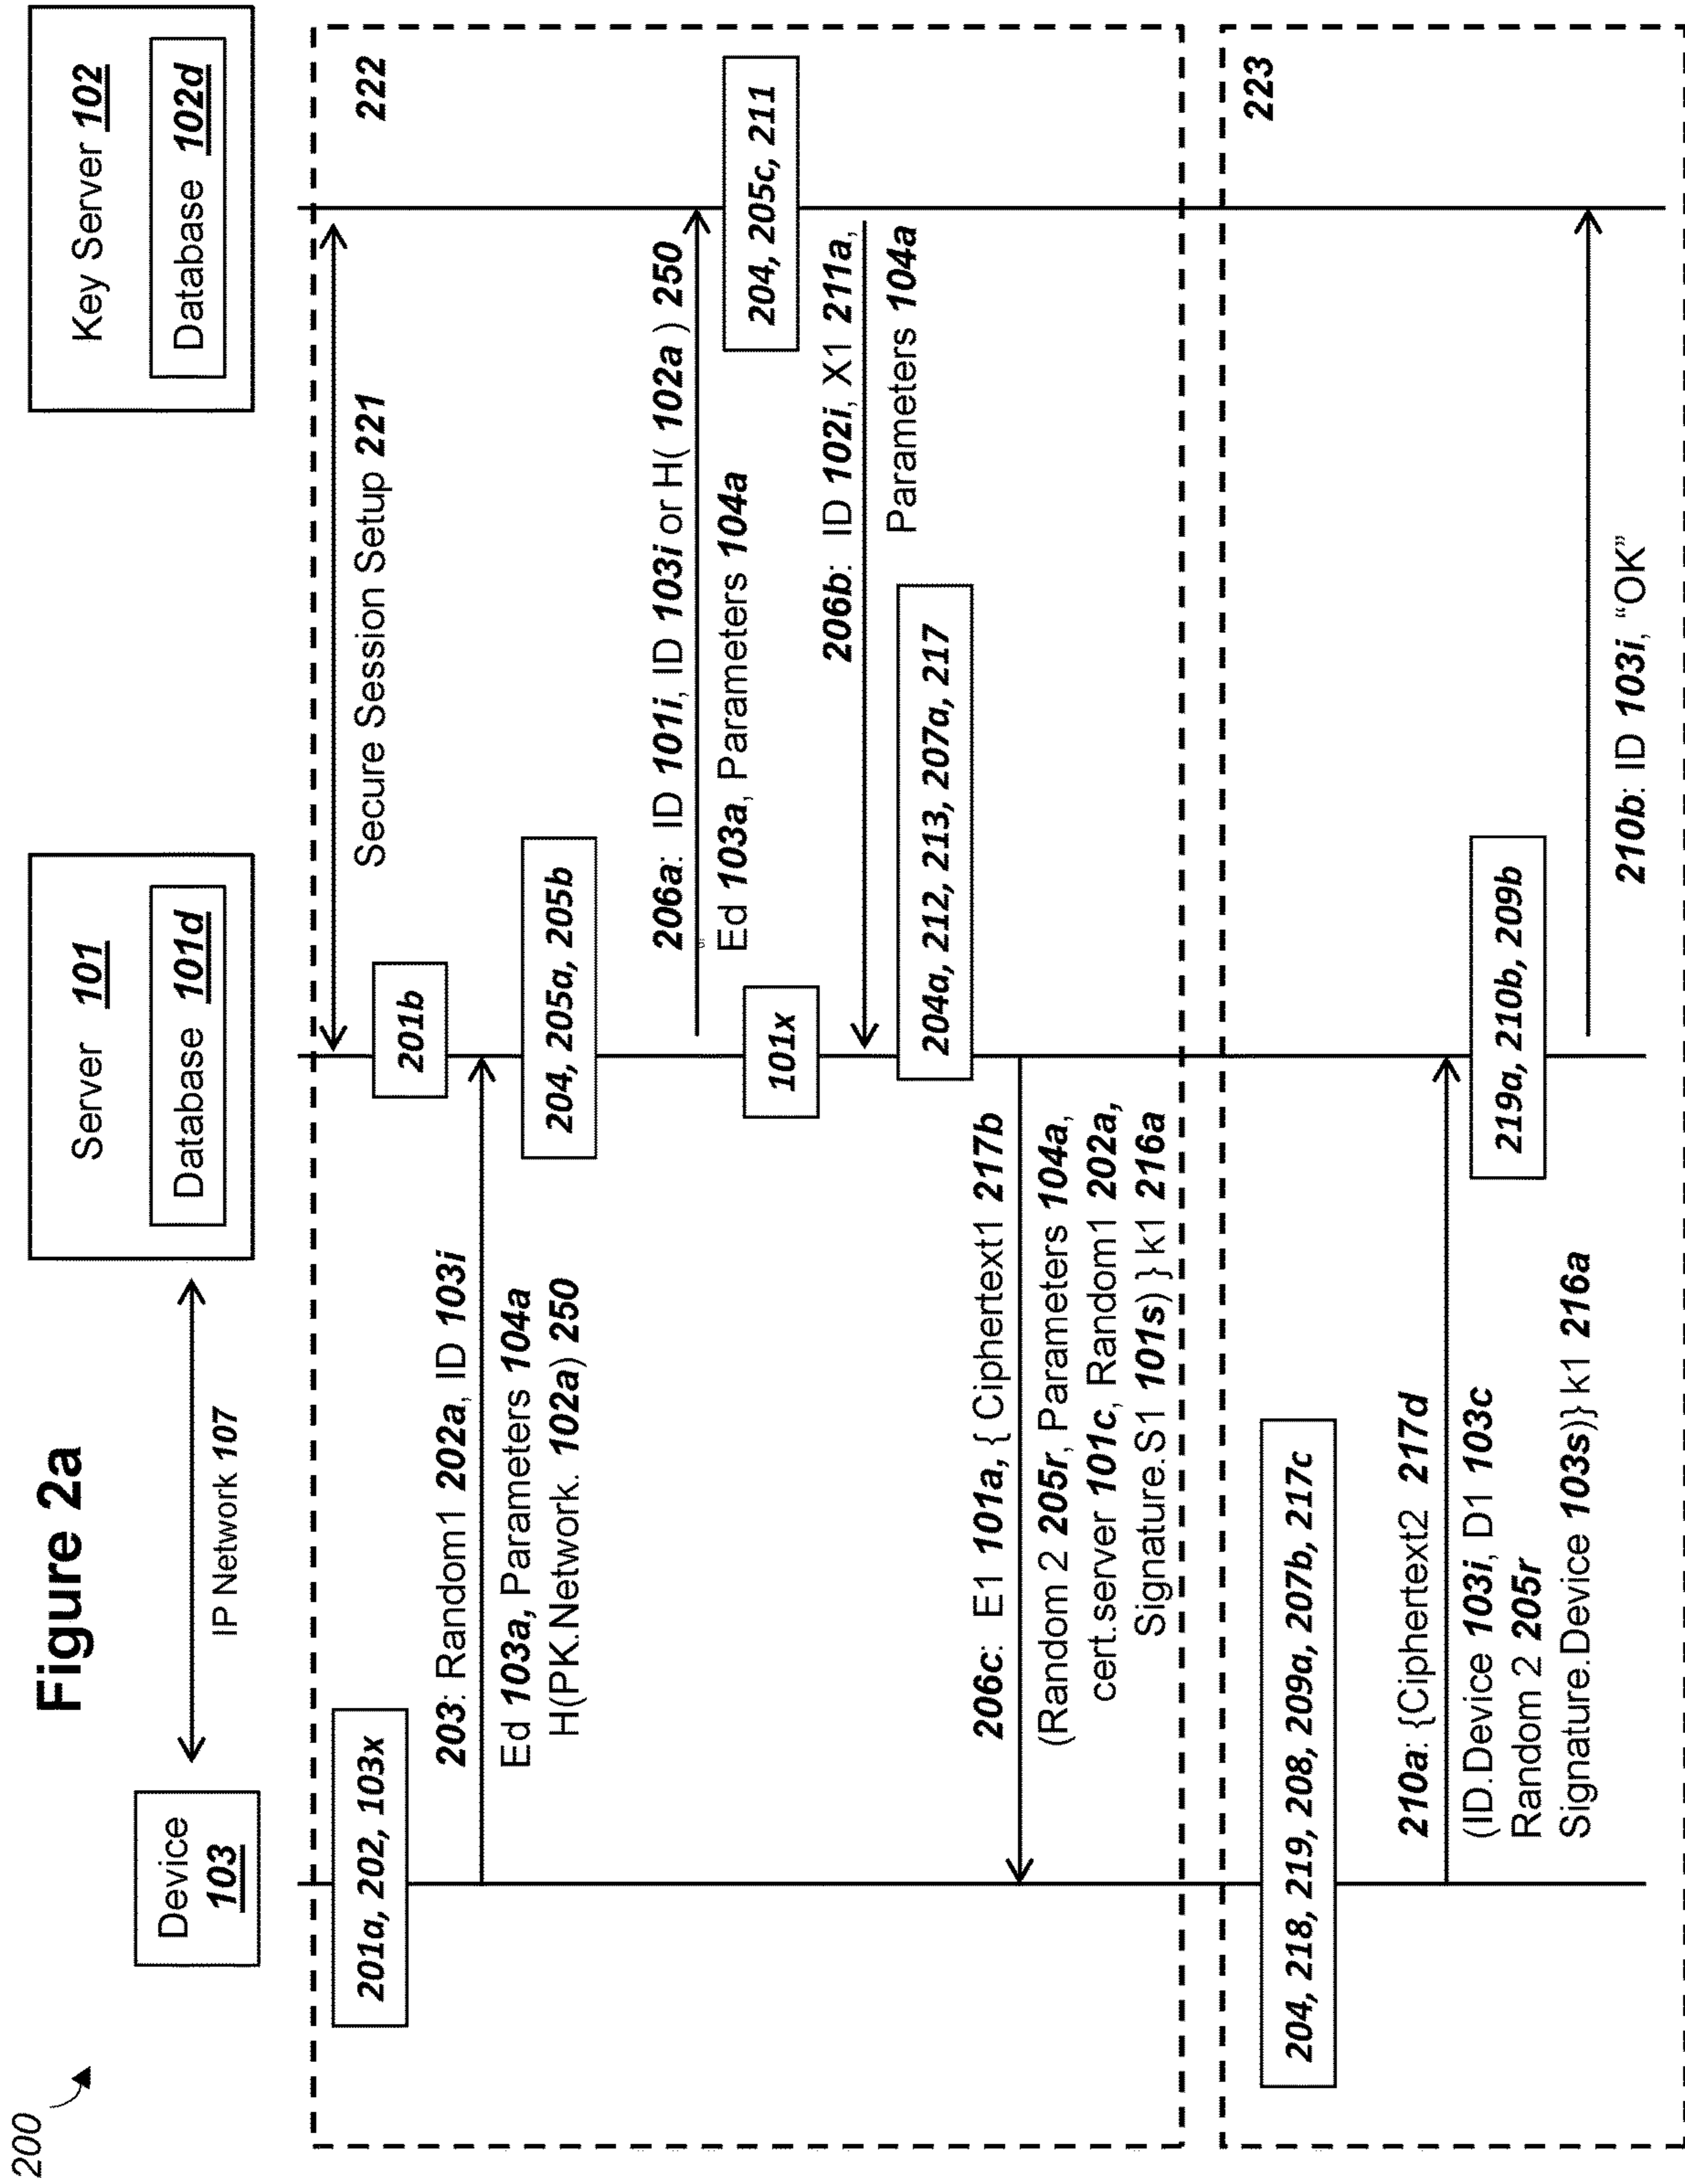 200
Figure 2a
Device
103
IP Network 107
Server 101
Database 101d
Key Server 102
Database 102d
222
Secure Session Setup 221
201a, 202, 103x
201b
203: Random1 202a, ID 103i
Ed 103a, Parameters 104a
H(PK.Network. 102a) 250
204, 205a, 205b
206a: ID 101i, ID 103i or H( 102a ) 250
Ed 103a, Parameters 104a
204, 205c, 211
101x
206b: ID 102i, X1 211a,
Parameters 104a
204a, 212, 213, 207a, 217
206c: E1 101a, { Ciphertext1 217b
(Random 2 205r, Parameters 104a,
cert.server 101c, Random1 202a,
Signature.S1 101s) } k1 216a
223
204, 218, 219, 208, 209a, 207b, 217c
210a: {Ciphertext2 217d
(ID.Device 103i, D1 103c
Random 2 205r
Signature.Device 103s)} k1 216a
219a, 210b, 209b
210b: ID 103i, “OK”